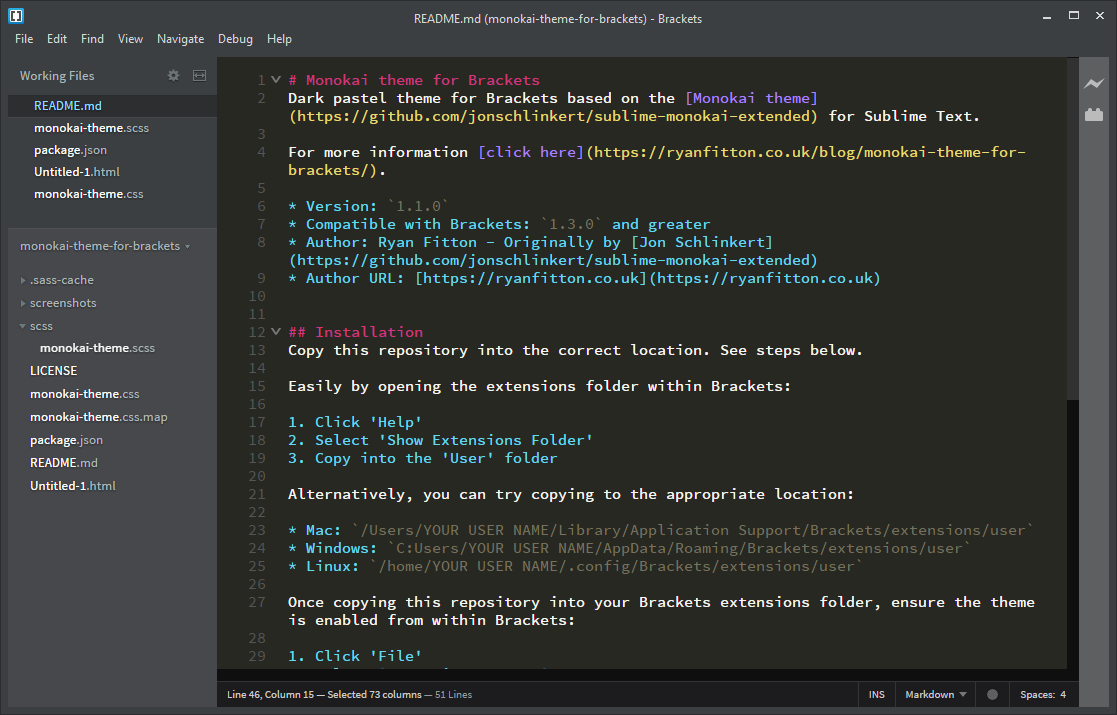 README.md (monokai-theme-for-brackets) - Brackets
File Edit Find View Navigate Debug Help
Working Files
README.md
monokai-theme.scss
package.json
Untitled-1.html
monokai-theme.css
monokai-theme-for-brackets
.sass-cache
screenshots
scss
monokai-theme.scss
LICENSE
monokai-theme.css
monokai-theme.css.map
package.json
README.md
Untitled-1.html
1 # Monokai theme for Brackets
2 Dark pastel theme for Brackets based on the [Monokai theme]
(https://github.com/jonschlinkert/sublime-monokai-extended) for Sublime Text.
3
4 For more information [click here](https://ryanfitton.co.uk/blog/monokai-theme-for-
brackets/).
5
6 * Version: `1.1.0`
7 * Compatible with Brackets: `1.3.0` and greater
8 * Author: Ryan Fitton - Originally by [Jon Schlinkert]
(https://github.com/jonschlinkert/sublime-monokai-extended)
9 * Author URL: [https://ryanfitton.co.uk](https://ryanfitton.co.uk)
10
11
12 ## Installation
13 Copy this repository into the correct location. See steps below.
14
15 Easily by opening the extensions folder within Brackets:
16
17 1. Click 'Help'
18 2. Select 'Show Extensions Folder'
19 3. Copy into the 'User' folder
20
21 Alternatively, you can try copying to the appropriate location:
22
23 * Mac: `/Users/YOUR USER NAME/Library/Application Support/Brackets/extensions/user`
24 * Windows: `C:Users/YOUR USER NAME/AppData/Roaming/Brackets/extensions/user`
25 * Linux: `/home/YOUR USER NAME/.config/Brackets/extensions/user`
26
27 Once copying this repository into your Brackets extensions folder, ensure the theme
is enabled from within Brackets:
28
29 1. Click 'File'
Line 46, Column 15 — Selected 73 columns — 51 Lines
INS Markdown Spaces: 4